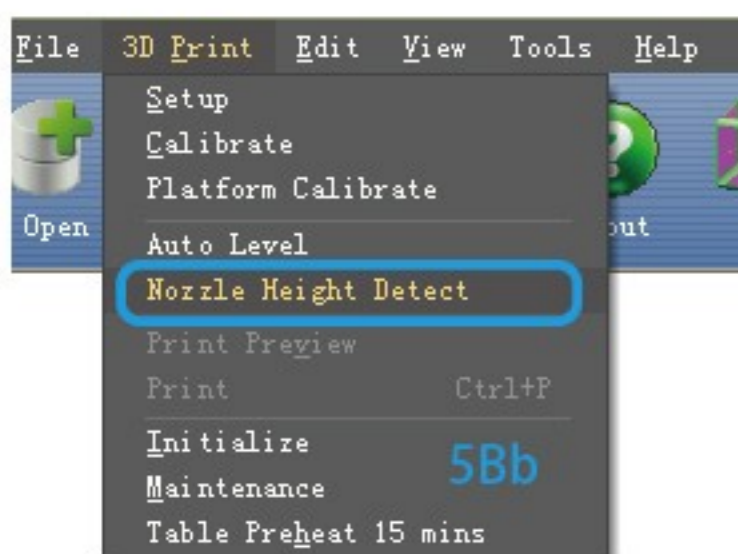 File 3D Print Edit View Tools Help
Setup
Calibrate
Platform Calibrate
Open
Auto Level
Nozzle Height Detect
Print Preview
Print Ctrl+P
Initialize
5Bb
Maintenance
Table Preheat 15 mins